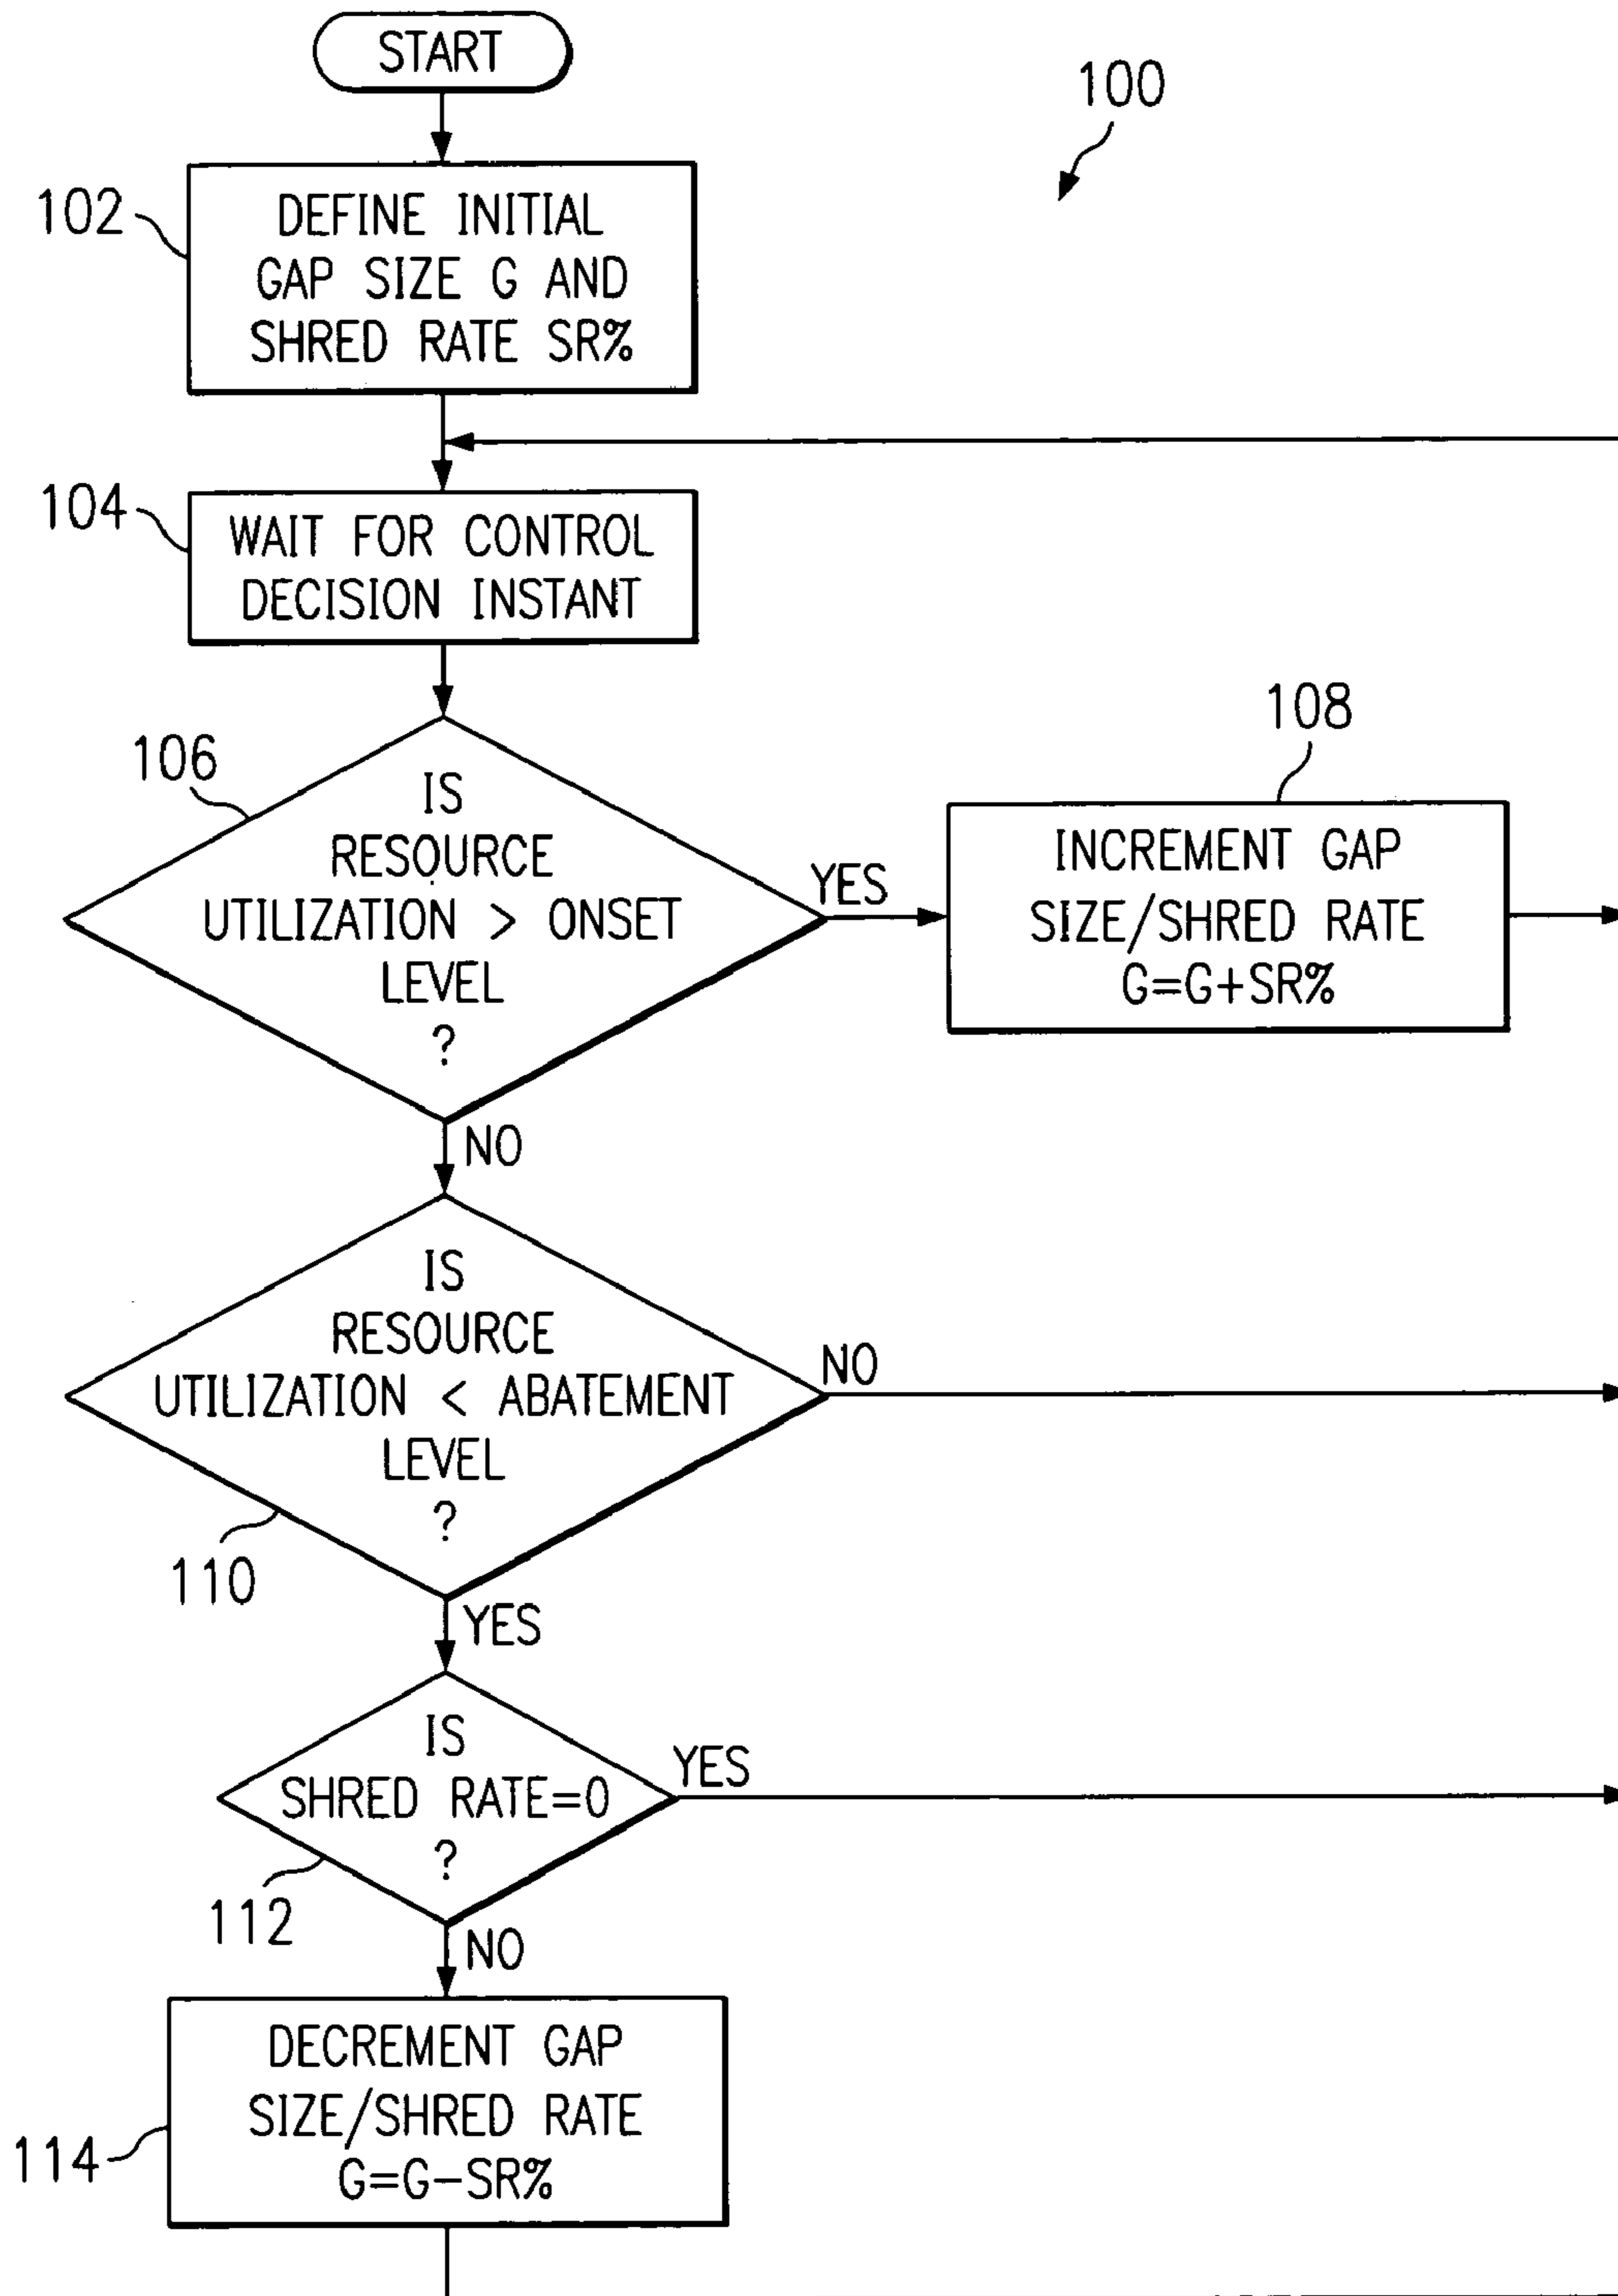 START
100
102
DEFINE INITIAL
GAP SIZE G AND
SHRED RATE SR%
104
WAIT FOR CONTROL
DECISION INSTANT
106
IS
RESOURCE
UTILIZATION > ONSET
LEVEL
?
YES
108
INCREMENT GAP
SIZE/SHRED RATE
G=G+SR%
NO
IS
RESOURCE
UTILIZATION < ABATEMENT
LEVEL
?
NO
110
YES
IS
SHRED RATE=0
?
YES
112
NO
DECREMENT GAP
SIZE/SHRED RATE
G=G-SR%
114